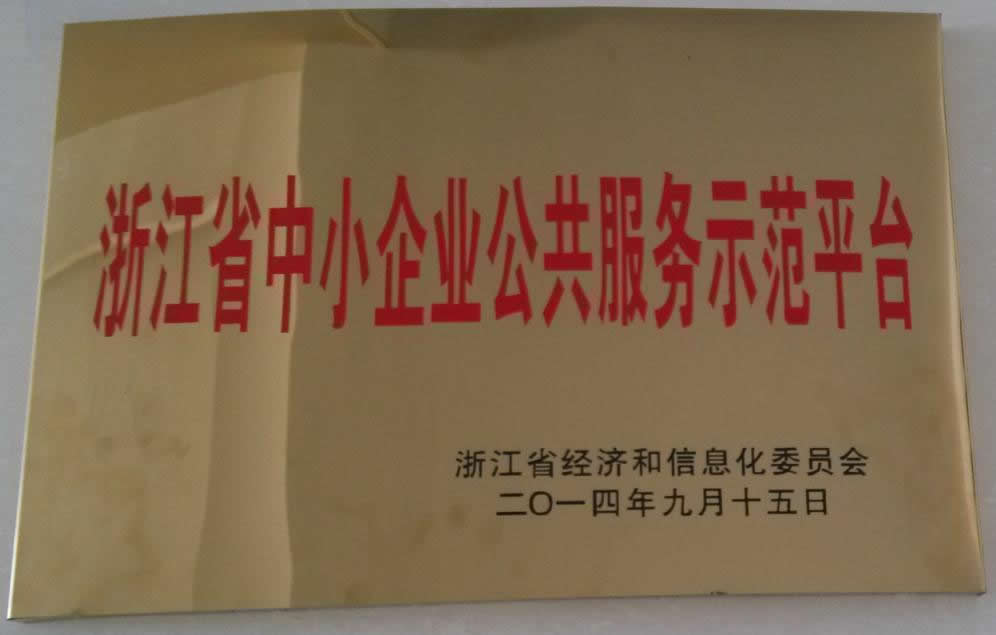 浙江省中小企业公共服务示范平台
浙江省经济和信息化委员会
二〇一四年九月十五日